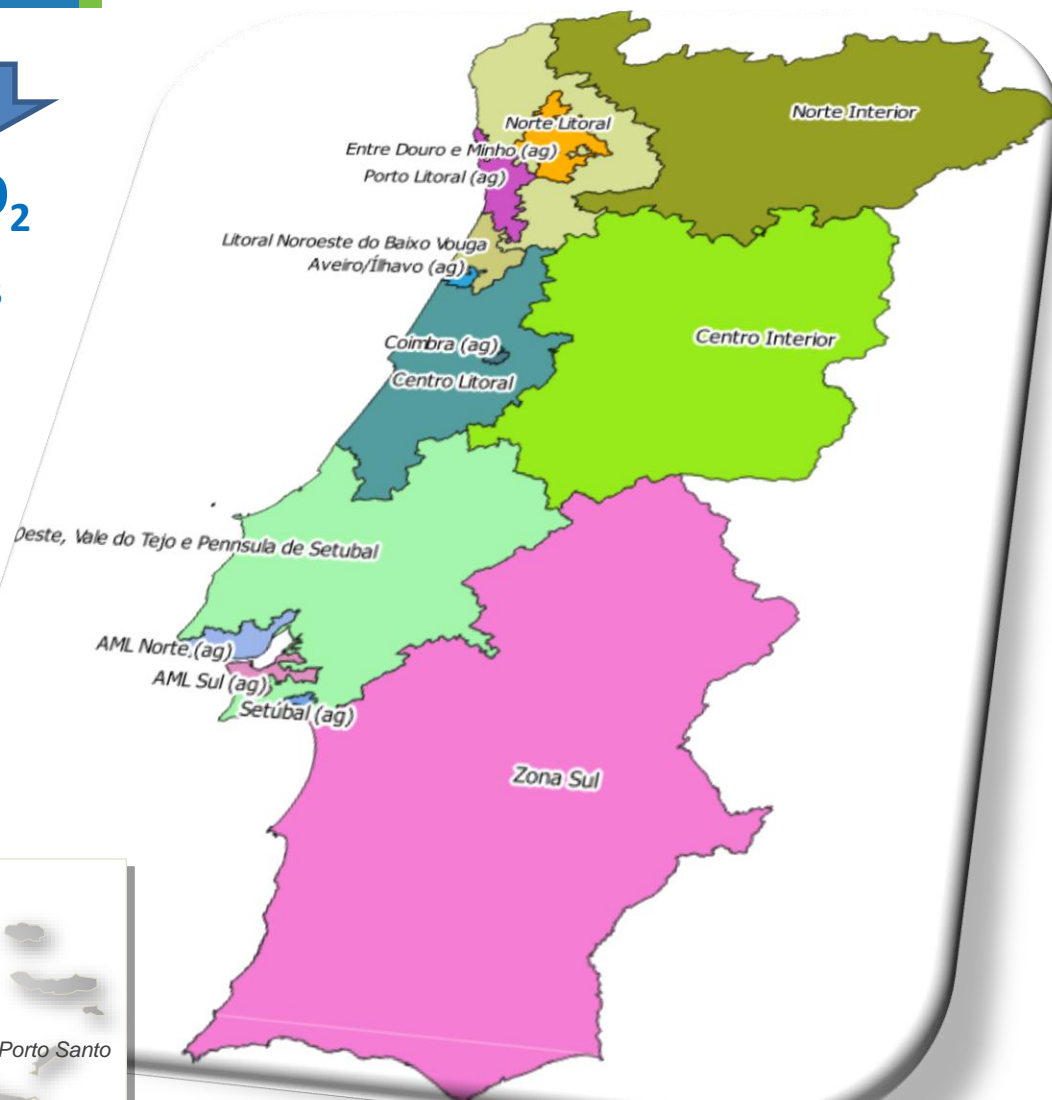 Norte Litoral
Norte Interior
Entre Douro e Minho (ag)
Porto Litoral (ag)
2
Litoral Noroeste do Baixo Vouga
Aveiro/Ílhavo (ag)
Coimbra (ag)
Centro Interior
Centro Litoral
Oeste, Vale do Tejo e Pennsula de Setubal
AML Norte (ag)
AML Sul (ag)
Setúbal (ag)
Zona Sul
Porto Santo